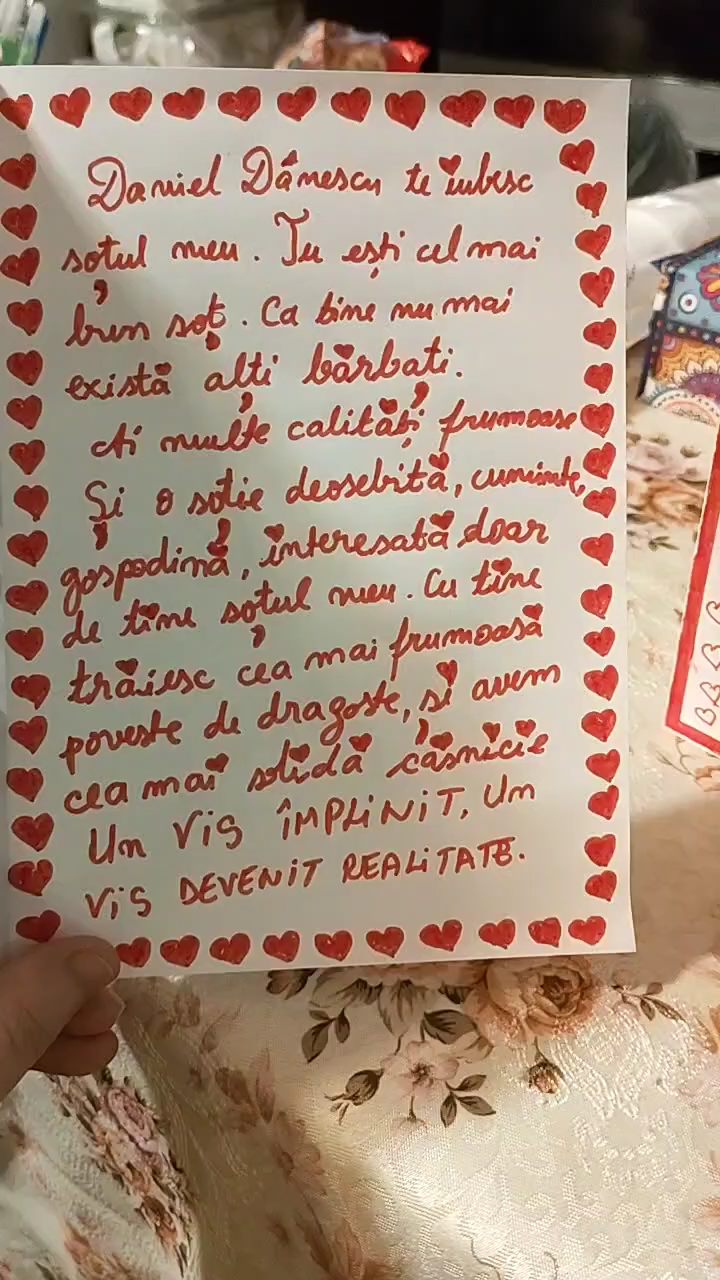 Daniel Dănescu te iubesc
soțul meu. Tu ești cel mai
bun soț. Ca tine nu mai
există alți bărbati.
Ai multe calități frumoase
Și o soție deosebită, cuminte,
gospodină, interesată doar
de tine soțul meu. Cu tine
trăiesc cea mai frumoasă
poveste de dragoste, și avem
cea mai solidă căsnicie
Un Vis ÎMPLiNiT, Um
ViS DEVENiT REALiTATE.